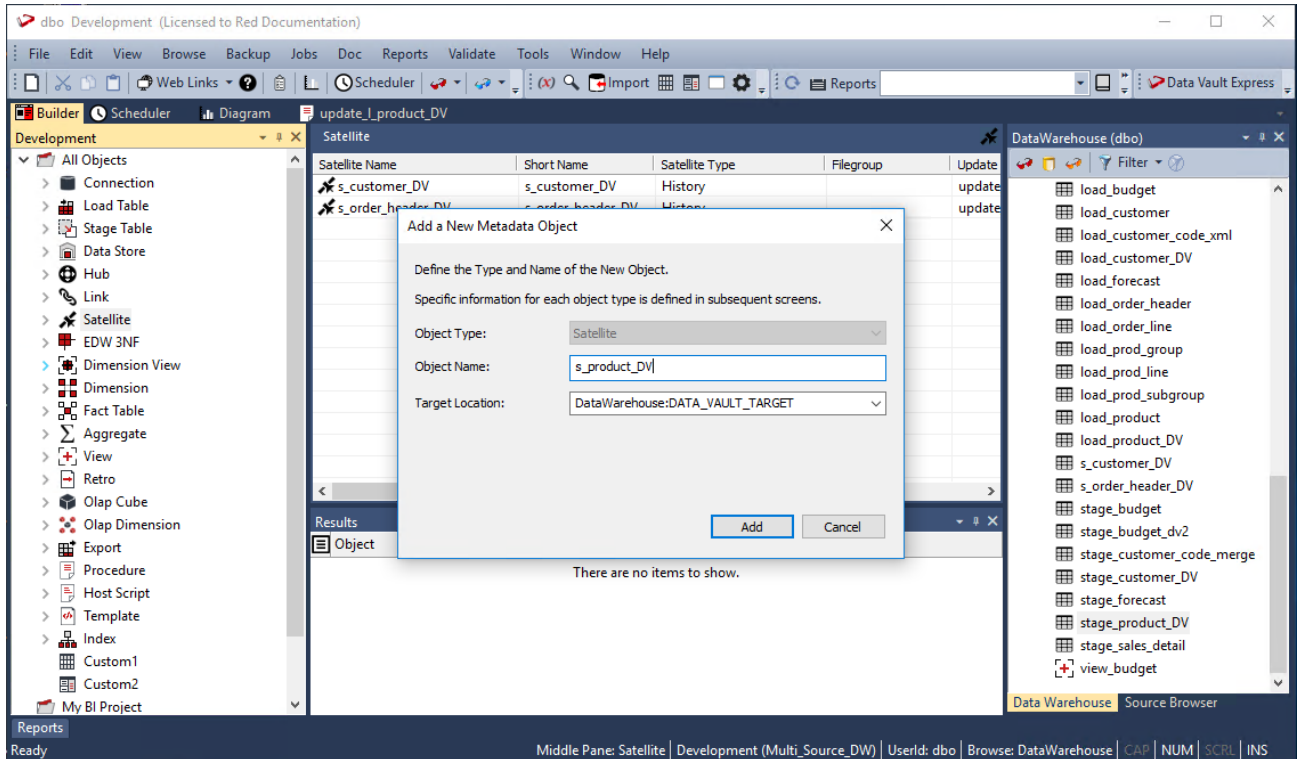 dbo Development (Licensed to Red Documentation)
File Edit View Browse Backup Jobs Doc Reports Validate Tools Window Help
Web Links Scheduler (x) Import Reports Data Vault Express
Builder Scheduler Diagram update_l_product_DV
Development
All Objects
Connection
Load Table
Stage Table
Data Store
Hub
Link
Satellite
EDW 3NF
Dimension View
Dimension
Fact Table
Aggregate
View
Retro
Olap Cube
Olap Dimension
Export
Procedure
Host Script
Template
Index
Custom1
Custom2
My BI Project
Satellite
Satellite Name Short Name Satellite Type Filegroup Update
s_customer_DV s_customer_DV History update
s_order_header_DV s_order_header_DV History update
Add a New Metadata Object
Define the Type and Name of the New Object.
Specific information for each object type is defined in subsequent screens.
Object Type: Satellite
Object Name: s_product_DV
Target Location: DataWarehouse:DATA_VAULT_TARGET
Add Cancel
Results
Object
There are no items to show.
DataWarehouse (dbo)
Filter
load_budget
load_customer
load_customer_code_xml
load_customer_DV
load_forecast
load_order_header
load_order_line
load_prod_group
load_prod_line
load_prod_subgroup
load_product
load_product_DV
s_customer_DV
s_order_header_DV
stage_budget
stage_budget_dv2
stage_customer_code_merge
stage_customer_DV
stage_forecast
stage_product_DV
stage_sales_detail
view_budget
Data Warehouse Source Browser
Reports
Ready Middle Pane: Satellite Development (Multi_Source_DW) UserId: dbo Browse: DataWarehouse CAP NUM SCRL INS